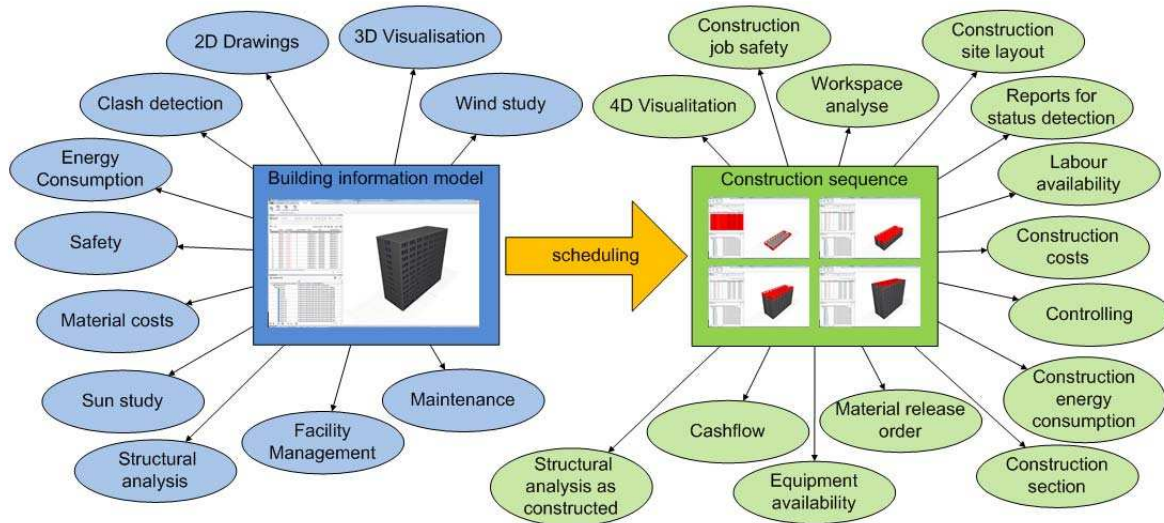 2D Drawings
3D Visualisation
Clash detection
Wind study
Energy
Consumption
Building information model
Safety
Material costs
Sun study
Structural
analysis
Facility
Management
Maintenance
scheduling
Construction
job safety
Construction
site layout
4D Visualitation
Workspace
analyse
Reports for
status detection
Construction sequence
Labour
availability
Construction
costs
Controlling
Construction
energy
consumption
Construction
section
Material release
order
Equipment
availability
Cashflow
Structural
analysis as
constructed